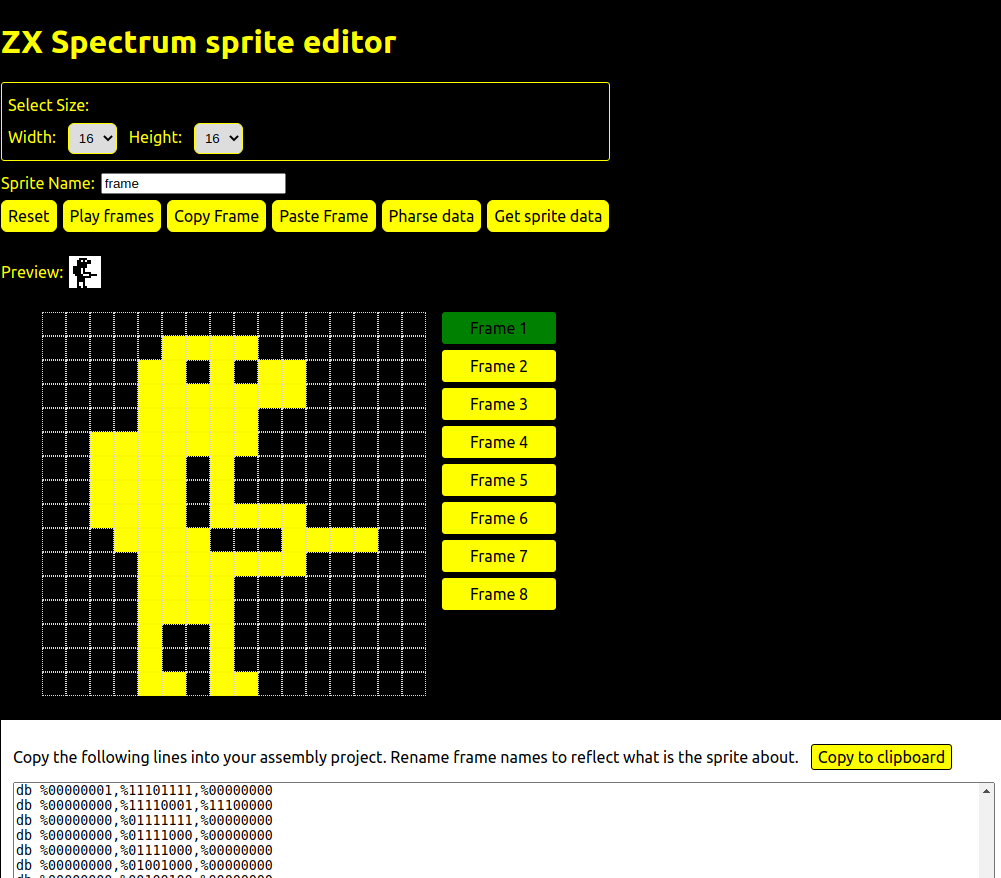 ZX Spectrum sprite editor
Select Size:
Width: 16 Height: 16
Sprite Name: frame
Reset Play frames Copy Frame Paste Frame Pharse data Get sprite data
Preview:
Frame 1
Frame 2
Frame 3
Frame 4
Frame 5
Frame 6
Frame 7
Frame 8
Copy the following lines into your assembly project. Rename frame names to reflect what is the sprite about. Copy to clipboard
db %00000001,%11101111,%00000000
db %00000000,%11110001,%11100000
db %00000000,%01111111,%00000000
db %00000000,%01111000,%00000000
db %00000000,%01111000,%00000000
db %00000000,%01001000,%00000000